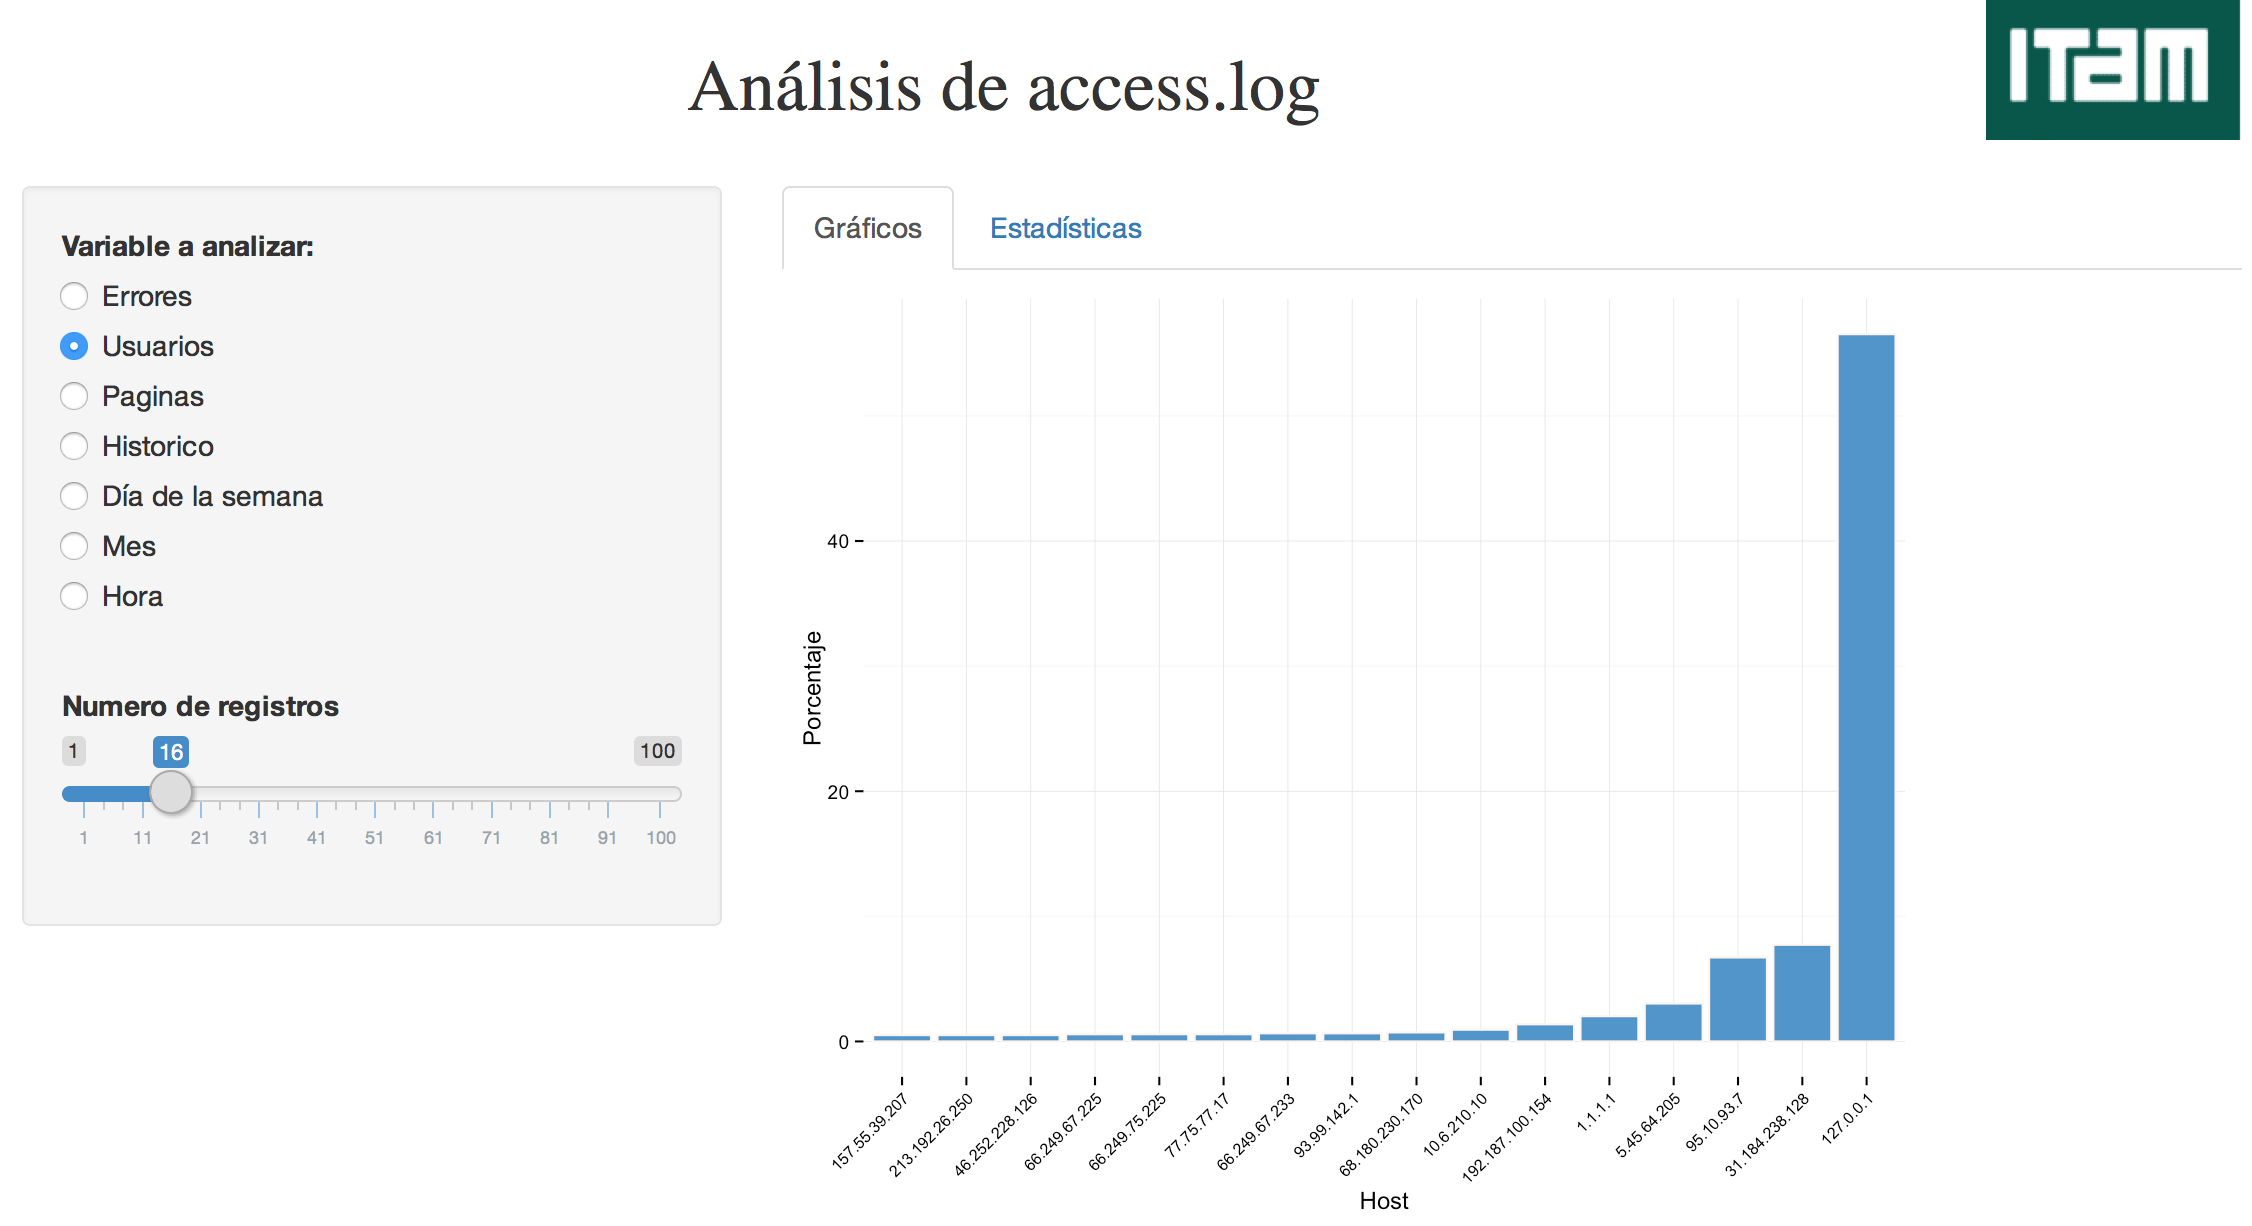 ITAM
Análisis de access.log
Variable a analizar:
Errores
Usuarios
Paginas
Historico
Día de la semana
Mes
Hora
Numero de registros
1 16 100
1 11 21 31 41 51 61 71 81 91 100
Gráficos Estadísticas
Porcentaje
40
20
0
157.55.39.207
213.192.26.250
46.252.228.126
66.249.67.225
66.249.75.225
77.75.77.17
66.249.67.233
93.99.142.1
68.180.230.170
10.6.210.10
192.187.100.154
1.1.1.1
5.45.64.205
95.10.93.7
31.184.238.128
127.0.0.1
Host